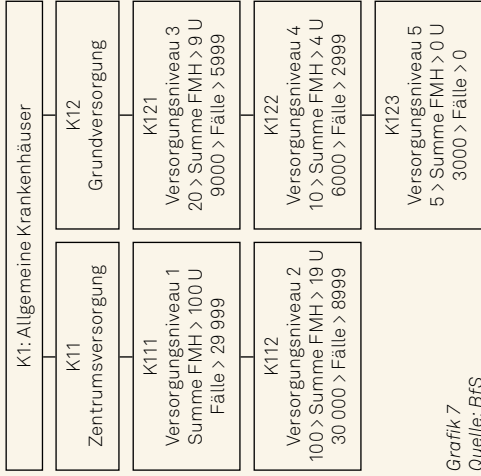 K1: Allgemeine Krankenhäuser
K11
Zentrumsversorgung
K111
Versorgungsniveau 1
Summe FMH > 100 U
Fälle > 29 999
K112
Versorgungsniveau 2
100 > Summe FMH > 19 U
30 000 > Fälle > 8999
K12
Grundversorgung
K121
Versorgungsniveau 3
20 > Summe FMH > 9 U
9000 > Fälle > 5999
K122
Versorgungsniveau 4
10 > Summe FMH > 4 U
6000 > Fälle > 2999
K123
Versorgungsniveau 5
5 > Summe FMH > 0 U
3000 > Fälle > 0
Grafik 7
Quelle: BfS